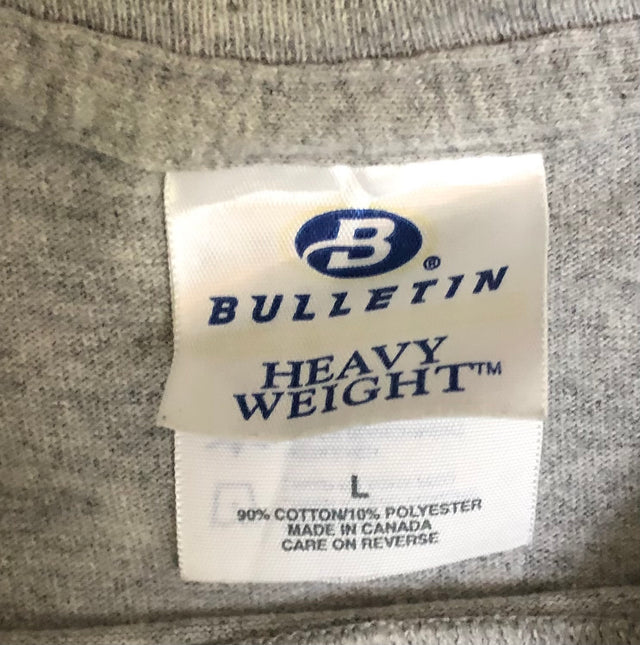 B
®
BULLETIN
HEAVY
WEIGHT™
L
90% COTTON/10% POLYESTER
MADE IN CANADA
CARE ON REVERSE